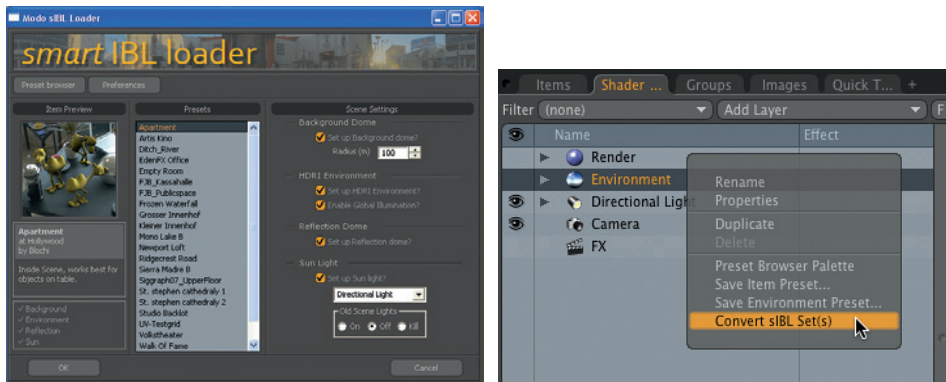 Modo sIBL Loader
smart IBL loader
Preset browser Preferences
Item Preview
Apartment
at Hollywood
by Blochi
Inside Scene, works best for
objects on table.
✓ Background
✓ Environment
✓ Reflection
✓ Sun
Presets
Apartment
Artis Kino
Ditch_River
EdenFX Office
Empty Room
FJB_Kassahalle
FJB_Publicspace
Frozen Waterfall
Grosser Innenhof
Kleiner Innenhof
Mono Lake B
Newport Loft
Ridgecrest Road
Sierra Madre B
Siggraph07_UpperFloor
St. stephen cathedraly 1
St. stephen cathedraly 2
Studio Backlot
UV-Testgrid
Volkstheater
Walk Of Fame
Scene Settings
Background Dome
Set up Background dome?
Radius (m) 100
HDRI Environment
Set up HDRI Environment?
Enable Global Illumination?
Reflection Dome
Set up Reflection dome?
Sun Light
Set up Sun light?
Directional Light
Old Scene Lights
On Off Kill
OK Cancel
Items Shader ... Groups Images Quick T... +
Filter (none) Add Layer F
Name Effect
Render
Environment
Directional Light
Camera
FX
Rename
Properties
Duplicate
Delete
Preset Browser Palette
Save Item Preset...
Save Environment Preset...
Convert sIBL Set(s)